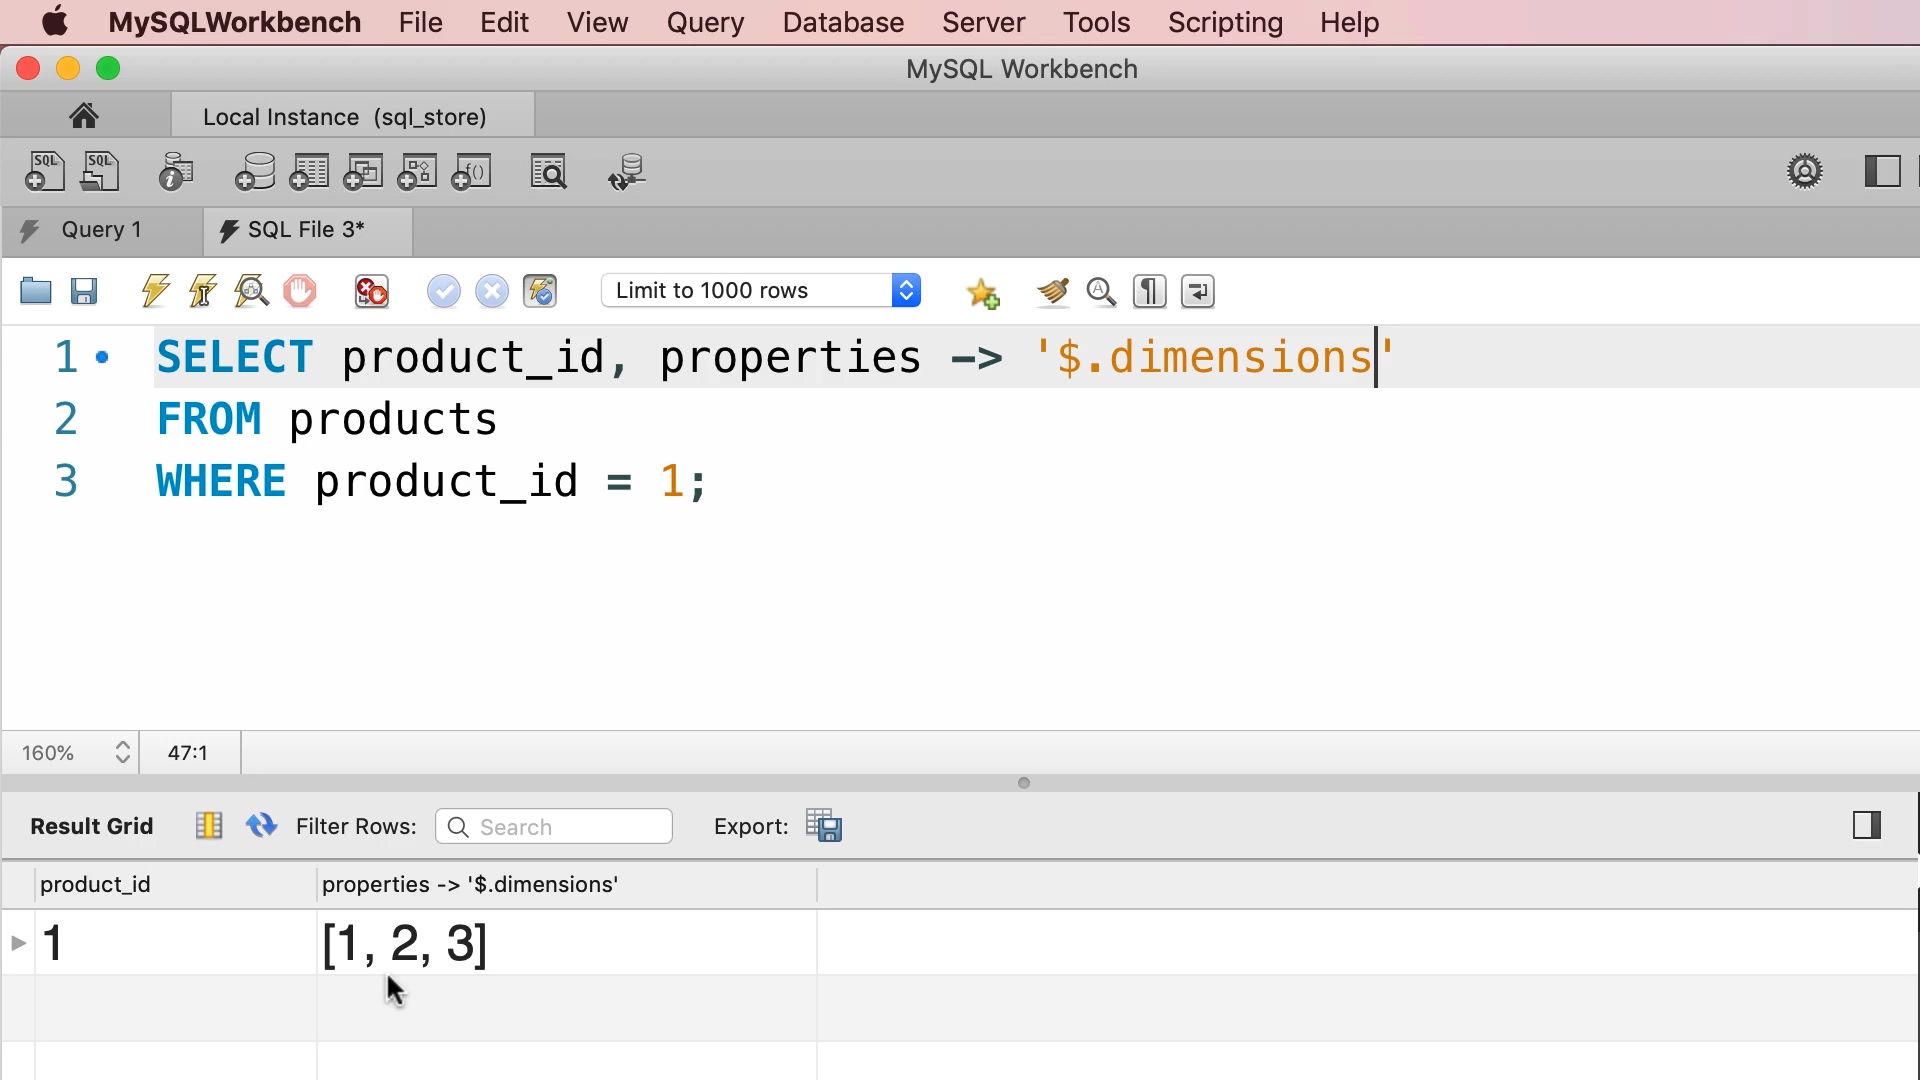 MySQLWorkbench File Edit View Query Database Server Tools Scripting Help
MySQL Workbench
Local Instance (sql_store)
SQL SQL
Query 1 SQL File 3*
Limit to 1000 rows
1 SELECT product_id, properties -> '$.dimensions'
2 FROM products
3 WHERE product_id = 1;
160% 47:1
Result Grid Filter Rows: Search Export:
product_id properties -> '$.dimensions'
1 [1, 2, 3]